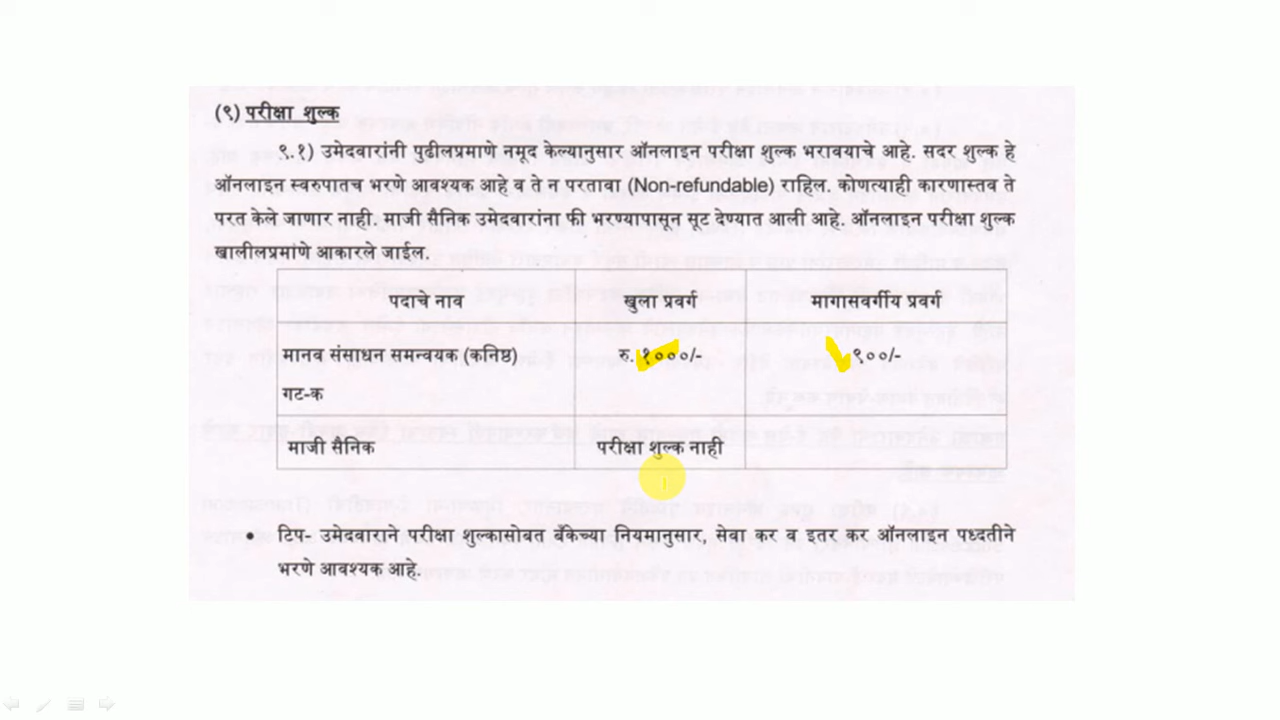 (९) परीक्षा शुल्क
९.१) उमेदवारांनी पुढीलप्रमाणे नमूद केल्यानुसार ऑनलाइन परीक्षा शुल्क भरावयाचे आहे. सदर शुल्क हे
ऑनलाइन स्वरुपातच भरणे आवश्यक आहे व ते न परतावा (Non-refundable) राहिल. कोणत्याही कारणास्तव ते
परत केले जाणार नाही. माजी सैनिक उमेदवारांना फी भरण्यापासून सूट देण्यात आली आहे. ऑनलाइन परीक्षा शुल्क
खालीलप्रमांणे आकारले जाईल.
पदाचे नाव खुला प्रवर्ग मागासवर्गीय प्रवर्ग
मानव संसाधन समन्वयक (कनिष्ठ) रु. १०००/- ९००/-
गट-क
माजी सैनिक परीक्षा शुल्क नाही
• टिप- उमेदवाराने परीक्षा शुल्कासोबत बँकेच्या नियमानुसार, सेवा कर व इतर कर ऑनलाइन पध्दतीने
भरणे आवश्यक आहे.